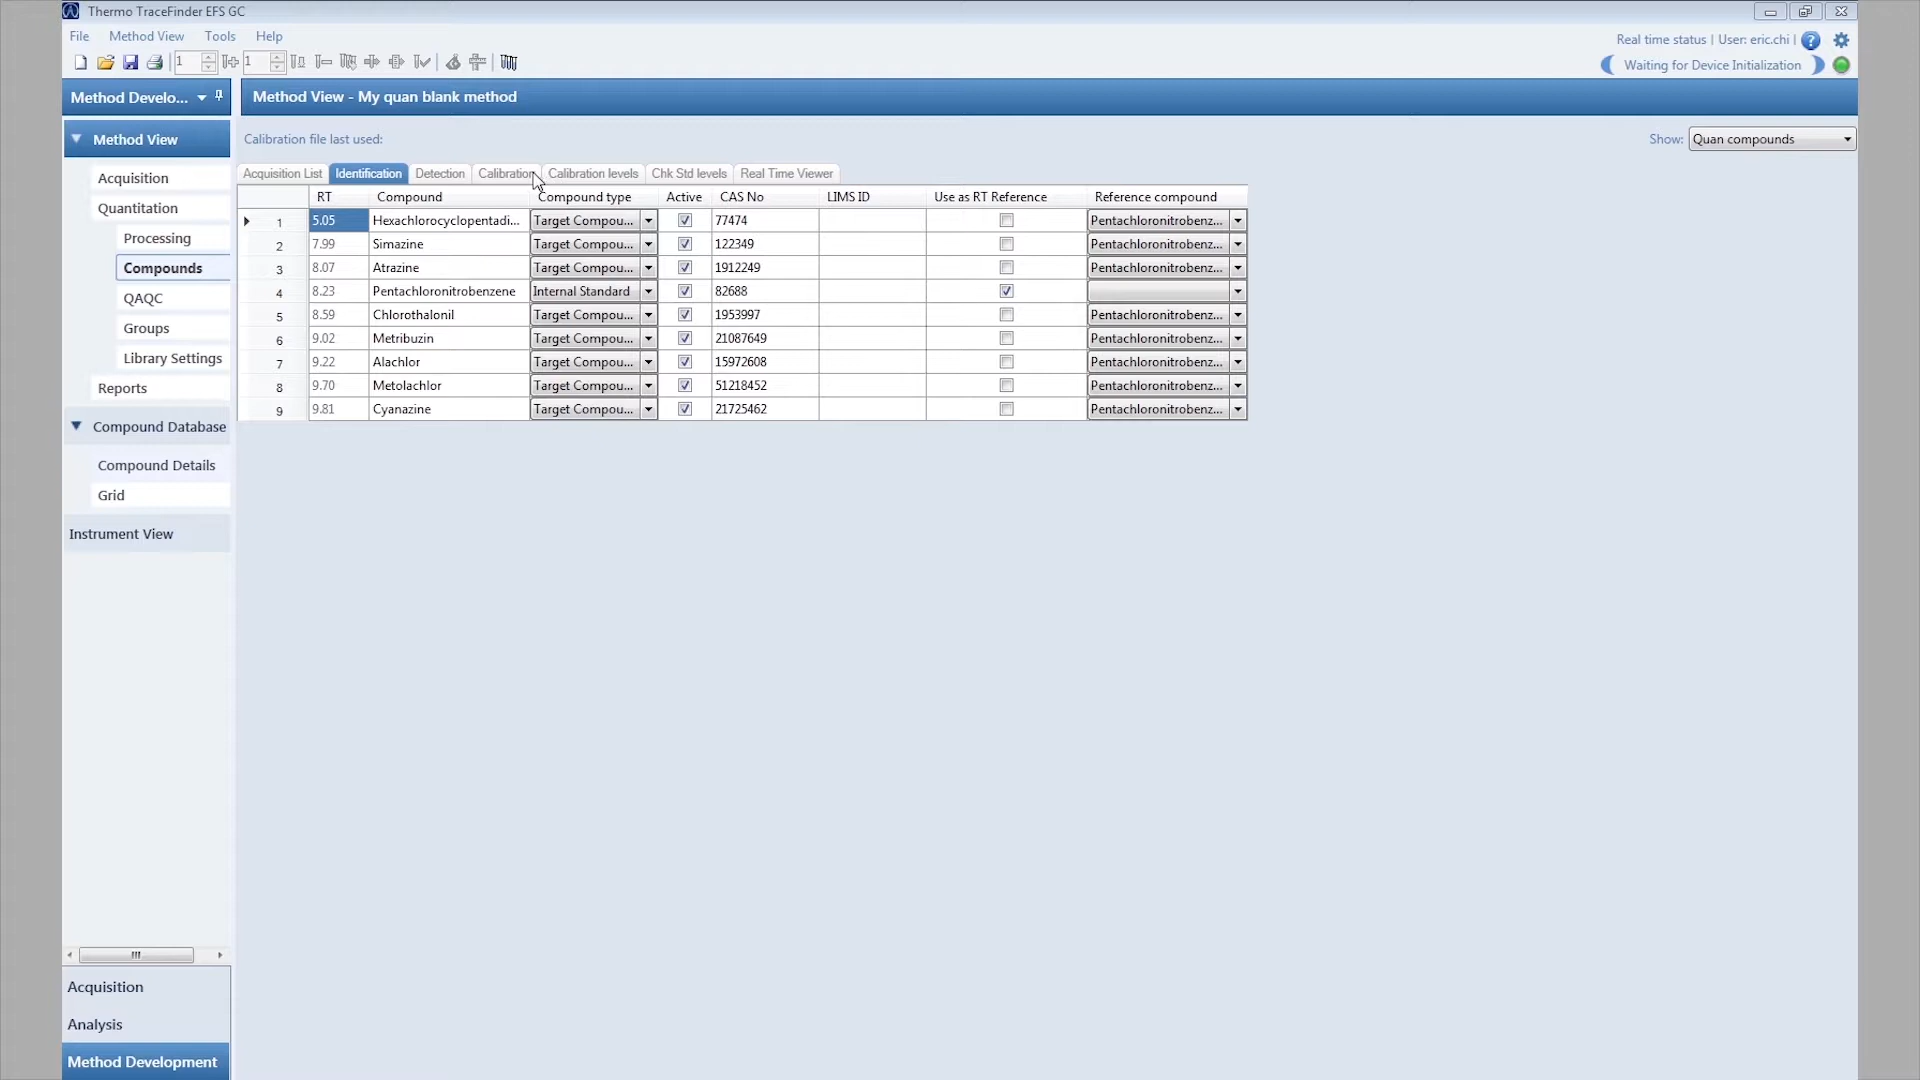 Thermo TraceFinder EFS GC
File Method View Tools Help
Real time status | User: eric.chi |
1 1
Waiting for Device Initialization
Method Develo... Method View - My quan blank method
Method View
Calibration file last used:
Show: Quan compounds
Acquisition List Identification Detection Calibration Calibration levels Chk Std levels Real Time Viewer
RT Compound Compound type Active CAS No LIMS ID Use as RT Reference Reference compound
1 5.05 Hexachlorocyclopentadi... Target Compou... 77474 Pentachloronitrobenz...
2 7.99 Simazine Target Compou... 122349 Pentachloronitrobenz...
3 8.07 Atrazine Target Compou... 1912249 Pentachloronitrobenz...
4 8.23 Pentachloronitrobenzene Internal Standard 82688
5 8.59 Chlorothalonil Target Compou... 1953997 Pentachloronitrobenz...
6 9.02 Metribuzin Target Compou... 21087649 Pentachloronitrobenz...
7 9.22 Alachlor Target Compou... 15972608 Pentachloronitrobenz...
8 9.70 Metolachlor Target Compou... 51218452 Pentachloronitrobenz...
9 9.81 Cyanazine Target Compou... 21725462 Pentachloronitrobenz...
Acquisition
Quantitation
Processing
Compounds
QAQC
Groups
Library Settings
Reports
Compound Database
Compound Details
Grid
Instrument View
Acquisition
Analysis
Method Development